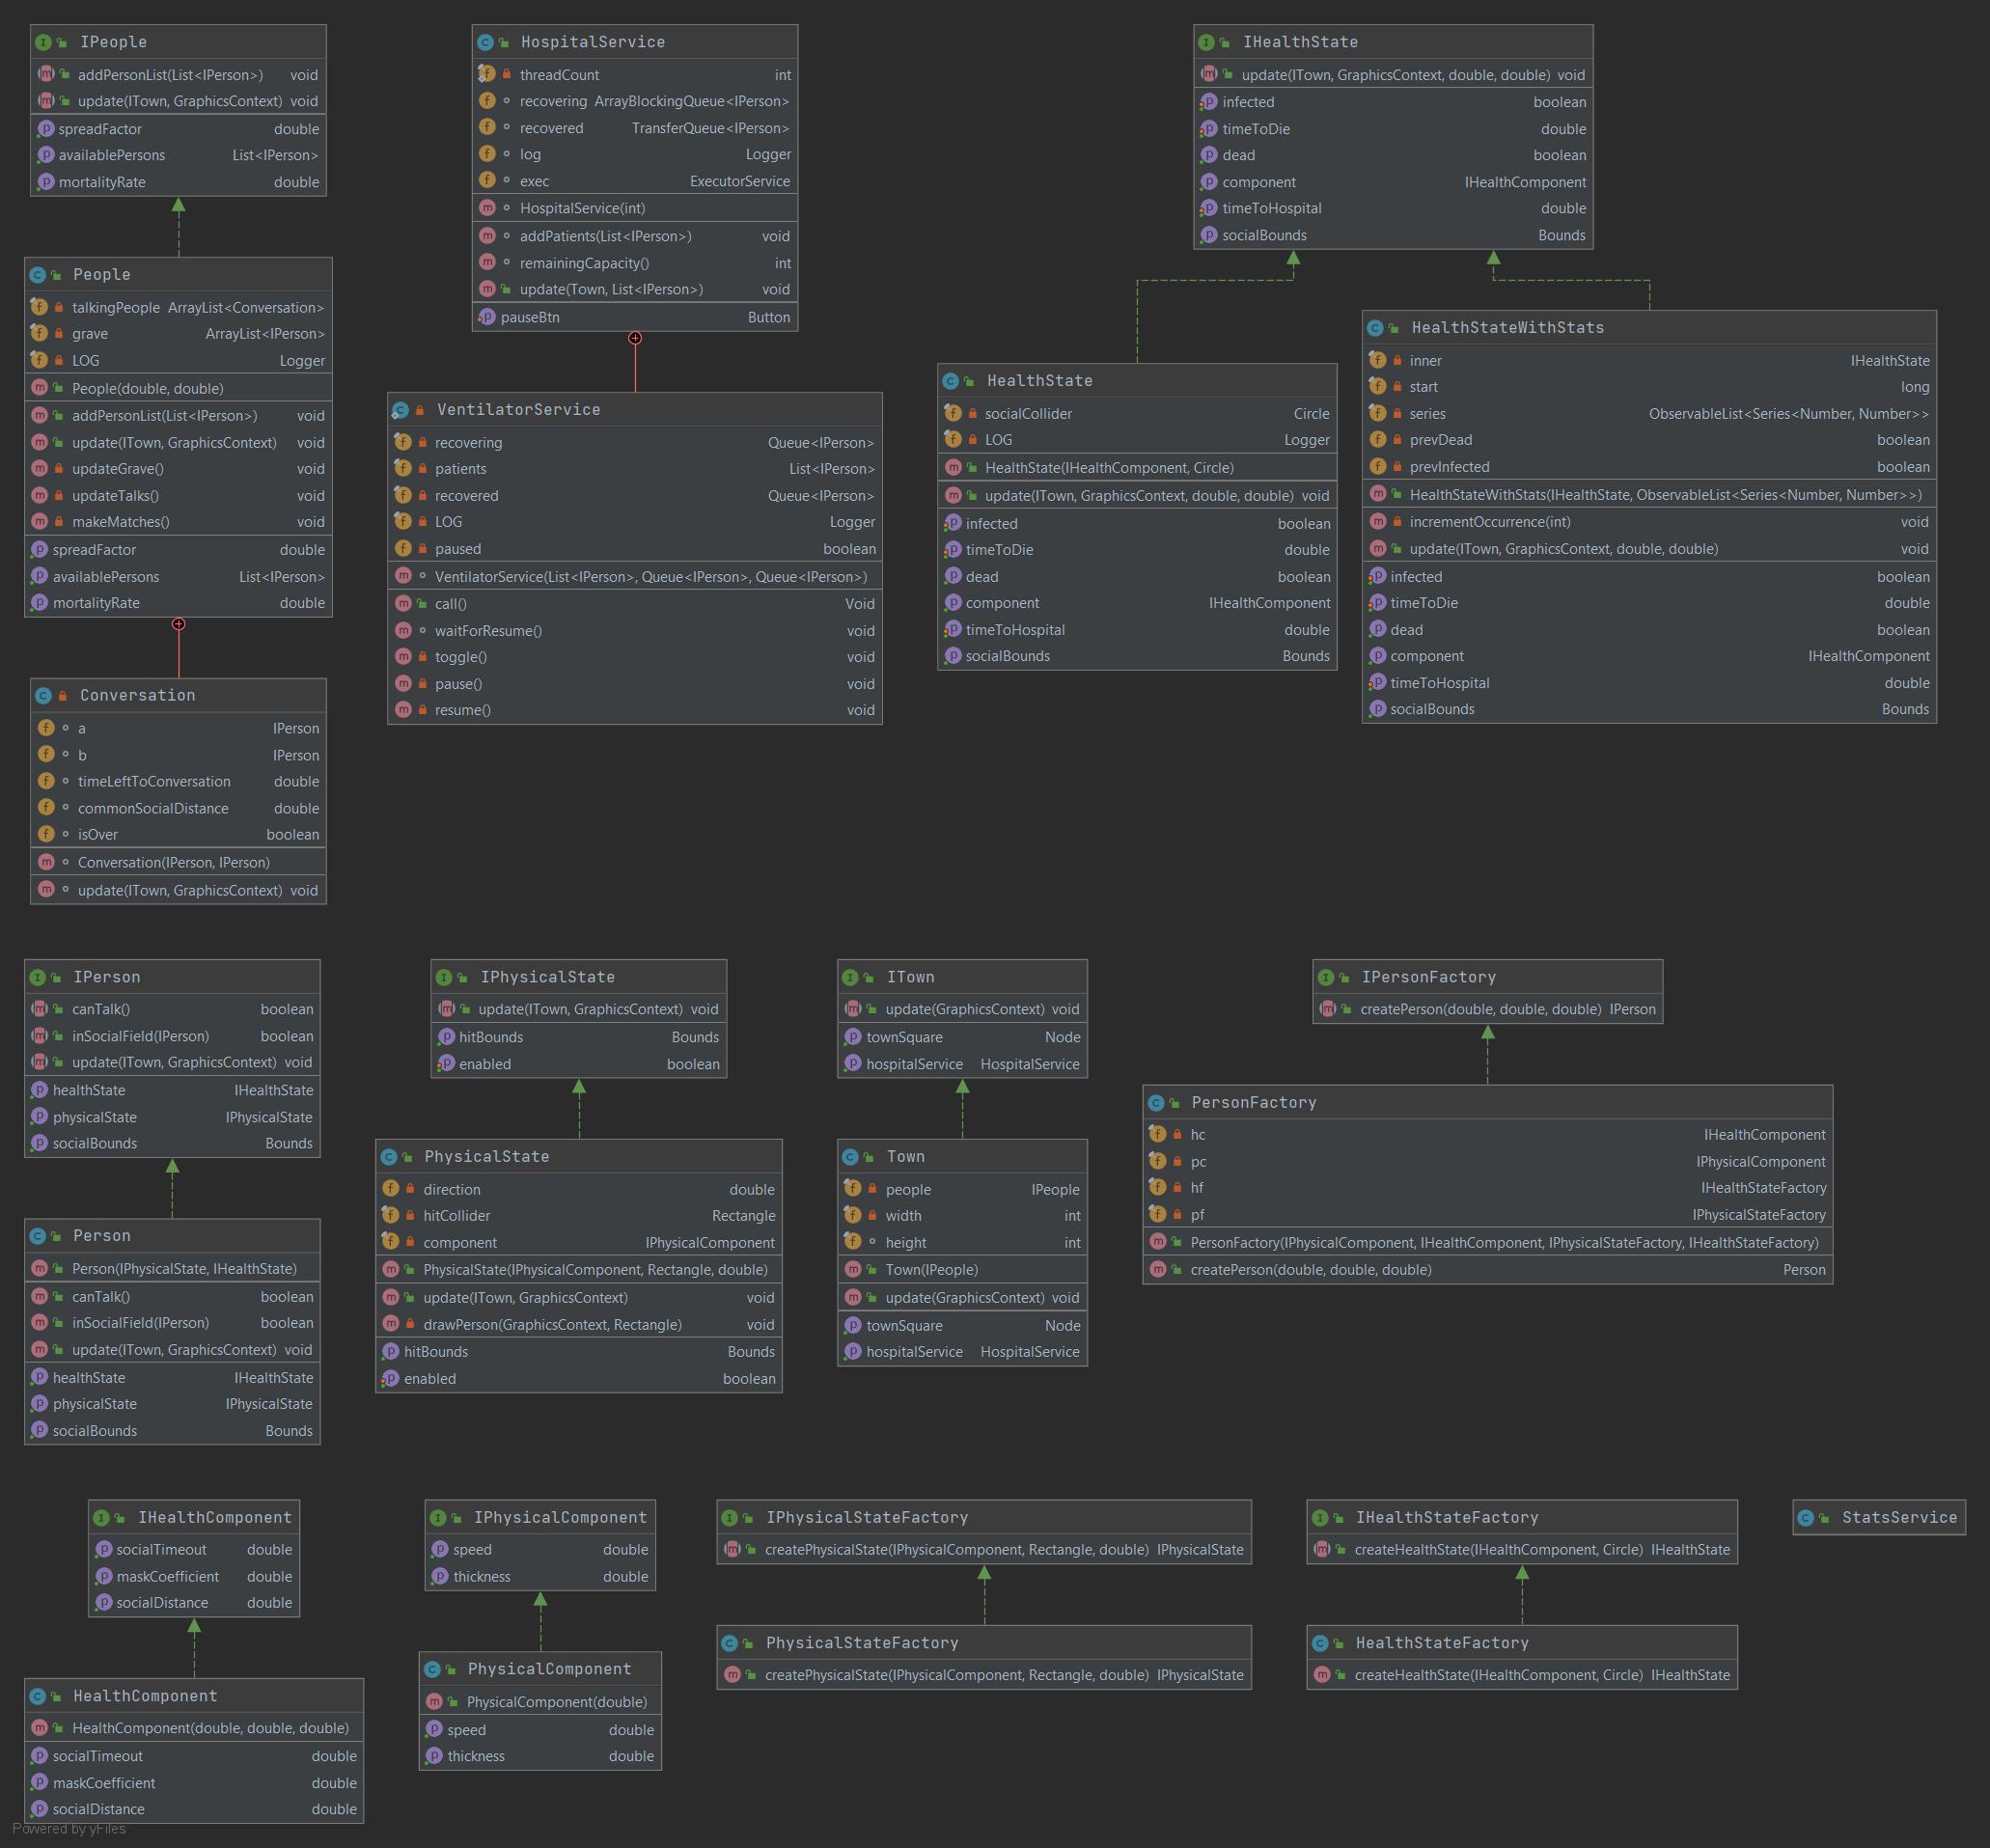 IPeople
addPersonList(List<IPerson>) void
update(ITown, GraphicsContext) void
spreadFactor double
availablePersons List<IPerson>
mortalityRate double
People
talkingPeople ArrayList<Conversation>
grave ArrayList<IPerson>
LOG Logger
People(double, double)
addPersonList(List<IPerson>) void
update(ITown, GraphicsContext) void
updateGrave() void
updateTalks() void
makeMatches() void
spreadFactor double
availablePersons List<IPerson>
mortalityRate double
Conversation
a IPerson
b IPerson
timeLeftToConversation double
commonSocialDistance double
isOver boolean
Conversation(IPerson, IPerson)
update(ITown, GraphicsContext) void
HospitalService
threadCount int
recovering ArrayBlockingQueue<IPerson>
recovered TransferQueue<IPerson>
log Logger
exec ExecutorService
HospitalService(int)
addPatients(List<IPerson>) void
remainingCapacity() int
update(Town, List<IPerson>) void
pauseBtn Button
VentilatorService
recovering Queue<IPerson>
patients List<IPerson>
recovered Queue<IPerson>
LOG Logger
paused boolean
VentilatorService(List<IPerson>, Queue<IPerson>, Queue<IPerson>)
call() Void
waitForResume() void
toggle() void
pause() void
resume() void
IHealthState
update(ITown, GraphicsContext, double, double) void
infected boolean
timeToDie double
dead boolean
component IHealthComponent
timeToHospital double
socialBounds Bounds
HealthState
socialCollider Circle
LOG Logger
HealthState(IHealthComponent, Circle)
update(ITown, GraphicsContext, double, double) void
infected boolean
timeToDie double
dead boolean
component IHealthComponent
timeToHospital double
socialBounds Bounds
HealthStateWithStats
inner IHealthState
start long
series ObservableList<Series<Number, Number>>
prevDead boolean
prevInfected boolean
HealthStateWithStats(IHealthState, ObservableList<Series<Number, Number>>)
incrementOccurrence(int) void
update(ITown, GraphicsContext, double, double) void
infected boolean
timeToDie double
dead boolean
component IHealthComponent
timeToHospital double
socialBounds Bounds
IPerson
canTalk() boolean
inSocialField(IPerson) boolean
update(ITown, GraphicsContext) void
healthState IHealthState
physicalState IPhysicalState
socialBounds Bounds
Person
Person(IPhysicalState, IHealthState)
canTalk() boolean
inSocialField(IPerson) boolean
update(ITown, GraphicsContext) void
healthState IHealthState
physicalState IPhysicalState
socialBounds Bounds
IPhysicalState
update(ITown, GraphicsContext) void
hitBounds Bounds
enabled boolean
PhysicalState
direction double
hitCollider Rectangle
component IPhysicalComponent
PhysicalState(IPhysicalComponent, Rectangle, double)
update(ITown, GraphicsContext) void
drawPerson(GraphicsContext, Rectangle) void
hitBounds Bounds
enabled boolean
ITown
update(GraphicsContext) void
townSquare Node
hospitalService HospitalService
Town
people IPeople
width int
height int
Town(IPeople)
update(GraphicsContext) void
townSquare Node
hospitalService HospitalService
IPersonFactory
createPerson(double, double, double) IPerson
PersonFactory
hc IHealthComponent
pc IPhysicalComponent
hf IHealthStateFactory
pf IPhysicalStateFactory
PersonFactory(IPhysicalComponent, IHealthComponent, IPhysicalStateFactory, IHealthStateFactory)
createPerson(double, double, double) Person
IHealthComponent
socialTimeout double
maskCoefficient double
socialDistance double
HealthComponent
HealthComponent(double, double, double)
socialTimeout double
maskCoefficient double
socialDistance double
IPhysicalComponent
speed double
thickness double
PhysicalComponent
PhysicalComponent(double)
speed double
thickness double
IPhysicalStateFactory
createPhysicalState(IPhysicalComponent, Rectangle, double) IPhysicalState
PhysicalStateFactory
createPhysicalState(IPhysicalComponent, Rectangle, double) IPhysicalState
IHealthStateFactory
createHealthState(IHealthComponent, Circle) IHealthState
HealthStateFactory
createHealthState(IHealthComponent, Circle) IHealthState
StatsService
Powered by yFiles